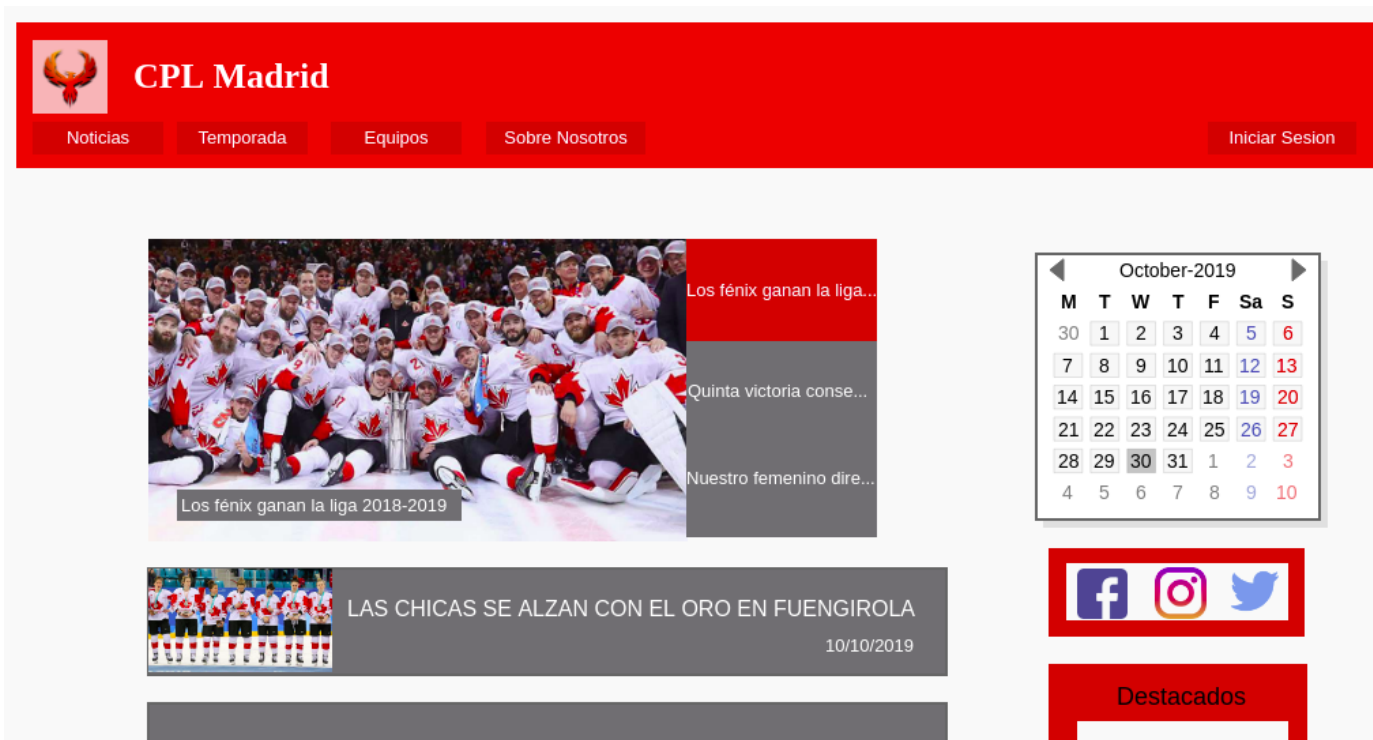 CPL Madrid
Noticias Temporada Equipos Sobre Nosotros Iniciar Sesion
Los fénix ganan la liga...
Quinta victoria conse...
Nuestro femenino dire...
Los fénix ganan la liga 2018-2019
October-2019
M T W T F Sa S
30 1 2 3 4 5 6
7 8 9 10 11 12 13
14 15 16 17 18 19 20
21 22 23 24 25 26 27
28 29 30 31 1 2 3
4 5 6 7 8 9 10
LAS CHICAS SE ALZAN CON EL ORO EN FUENGIROLA
10/10/2019
Destacados